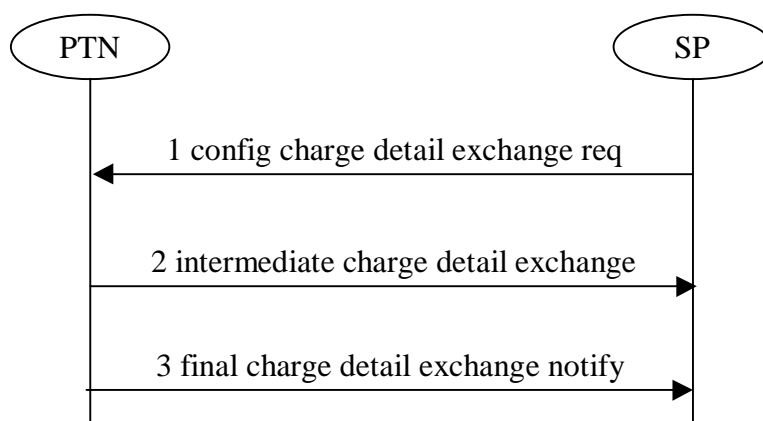 PTN
SP
1 config charge detail exchange req
2 intermediate charge detail exchange
3 final charge detail exchange notify